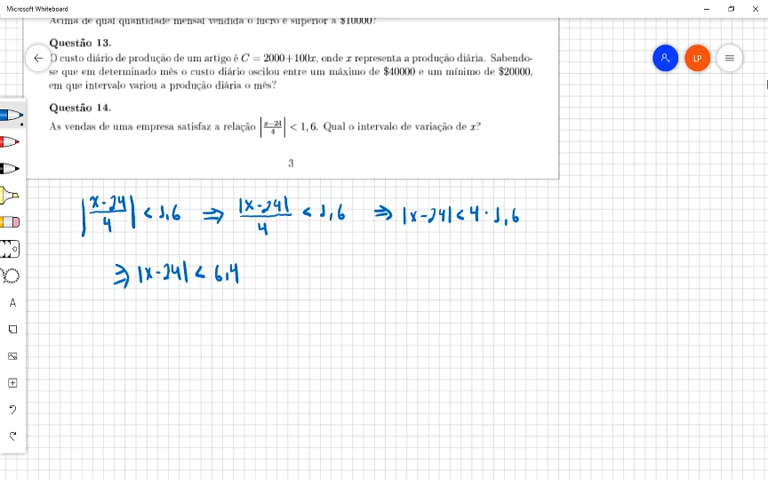 Microsoft Whiteboard
Acima de qual quantidade mensal vendida o lucro é superior a $10000?
Questão 13.
O custo diário de produção de um artigo é C = 2000+100x, onde x representa a produção diária. Sabendo-
se que em determinado mês o custo diário oscilou entre um máximo de $40000 e um mínimo de $20000,
em que intervalo variou a produção diária o mês?
Questão 14.
As vendas de uma empresa satisfaz a relação |x−24/4| < 1,6. Qual o intervalo de variação de x?
3
|x-24/4| < 1,6 ⇒ |x-24|/4 < 1,6 ⇒ |x-24| < 4 · 1,6
⇒ |x-24| < 6,4
LP
A